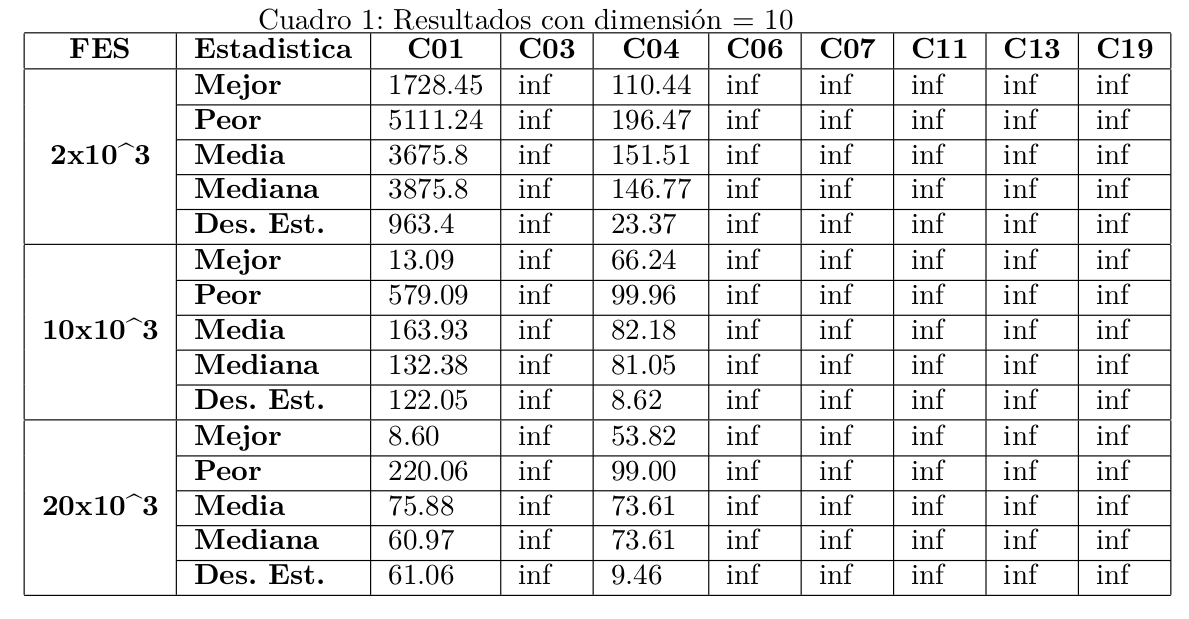 Cuadro 1: Resultados con dimensión = 10
FES Estadistica C01 C03 C04 C06 C07 C11 C13 C19
Mejor 1728.45 inf 110.44 inf inf inf inf inf
Peor 5111.24 inf 196.47 inf inf inf inf inf
2x10^3 Media 3675.8 inf 151.51 inf inf inf inf inf
Mediana 3875.8 inf 146.77 inf inf inf inf inf
Des. Est. 963.4 inf 23.37 inf inf inf inf inf
Mejor 13.09 inf 66.24 inf inf inf inf inf
Peor 579.09 inf 99.96 inf inf inf inf inf
10x10^3 Media 163.93 inf 82.18 inf inf inf inf inf
Mediana 132.38 inf 81.05 inf inf inf inf inf
Des. Est. 122.05 inf 8.62 inf inf inf inf inf
Mejor 8.60 inf 53.82 inf inf inf inf inf
Peor 220.06 inf 99.00 inf inf inf inf inf
20x10^3 Media 75.88 inf 73.61 inf inf inf inf inf
Mediana 60.97 inf 73.61 inf inf inf inf inf
Des. Est. 61.06 inf 9.46 inf inf inf inf inf